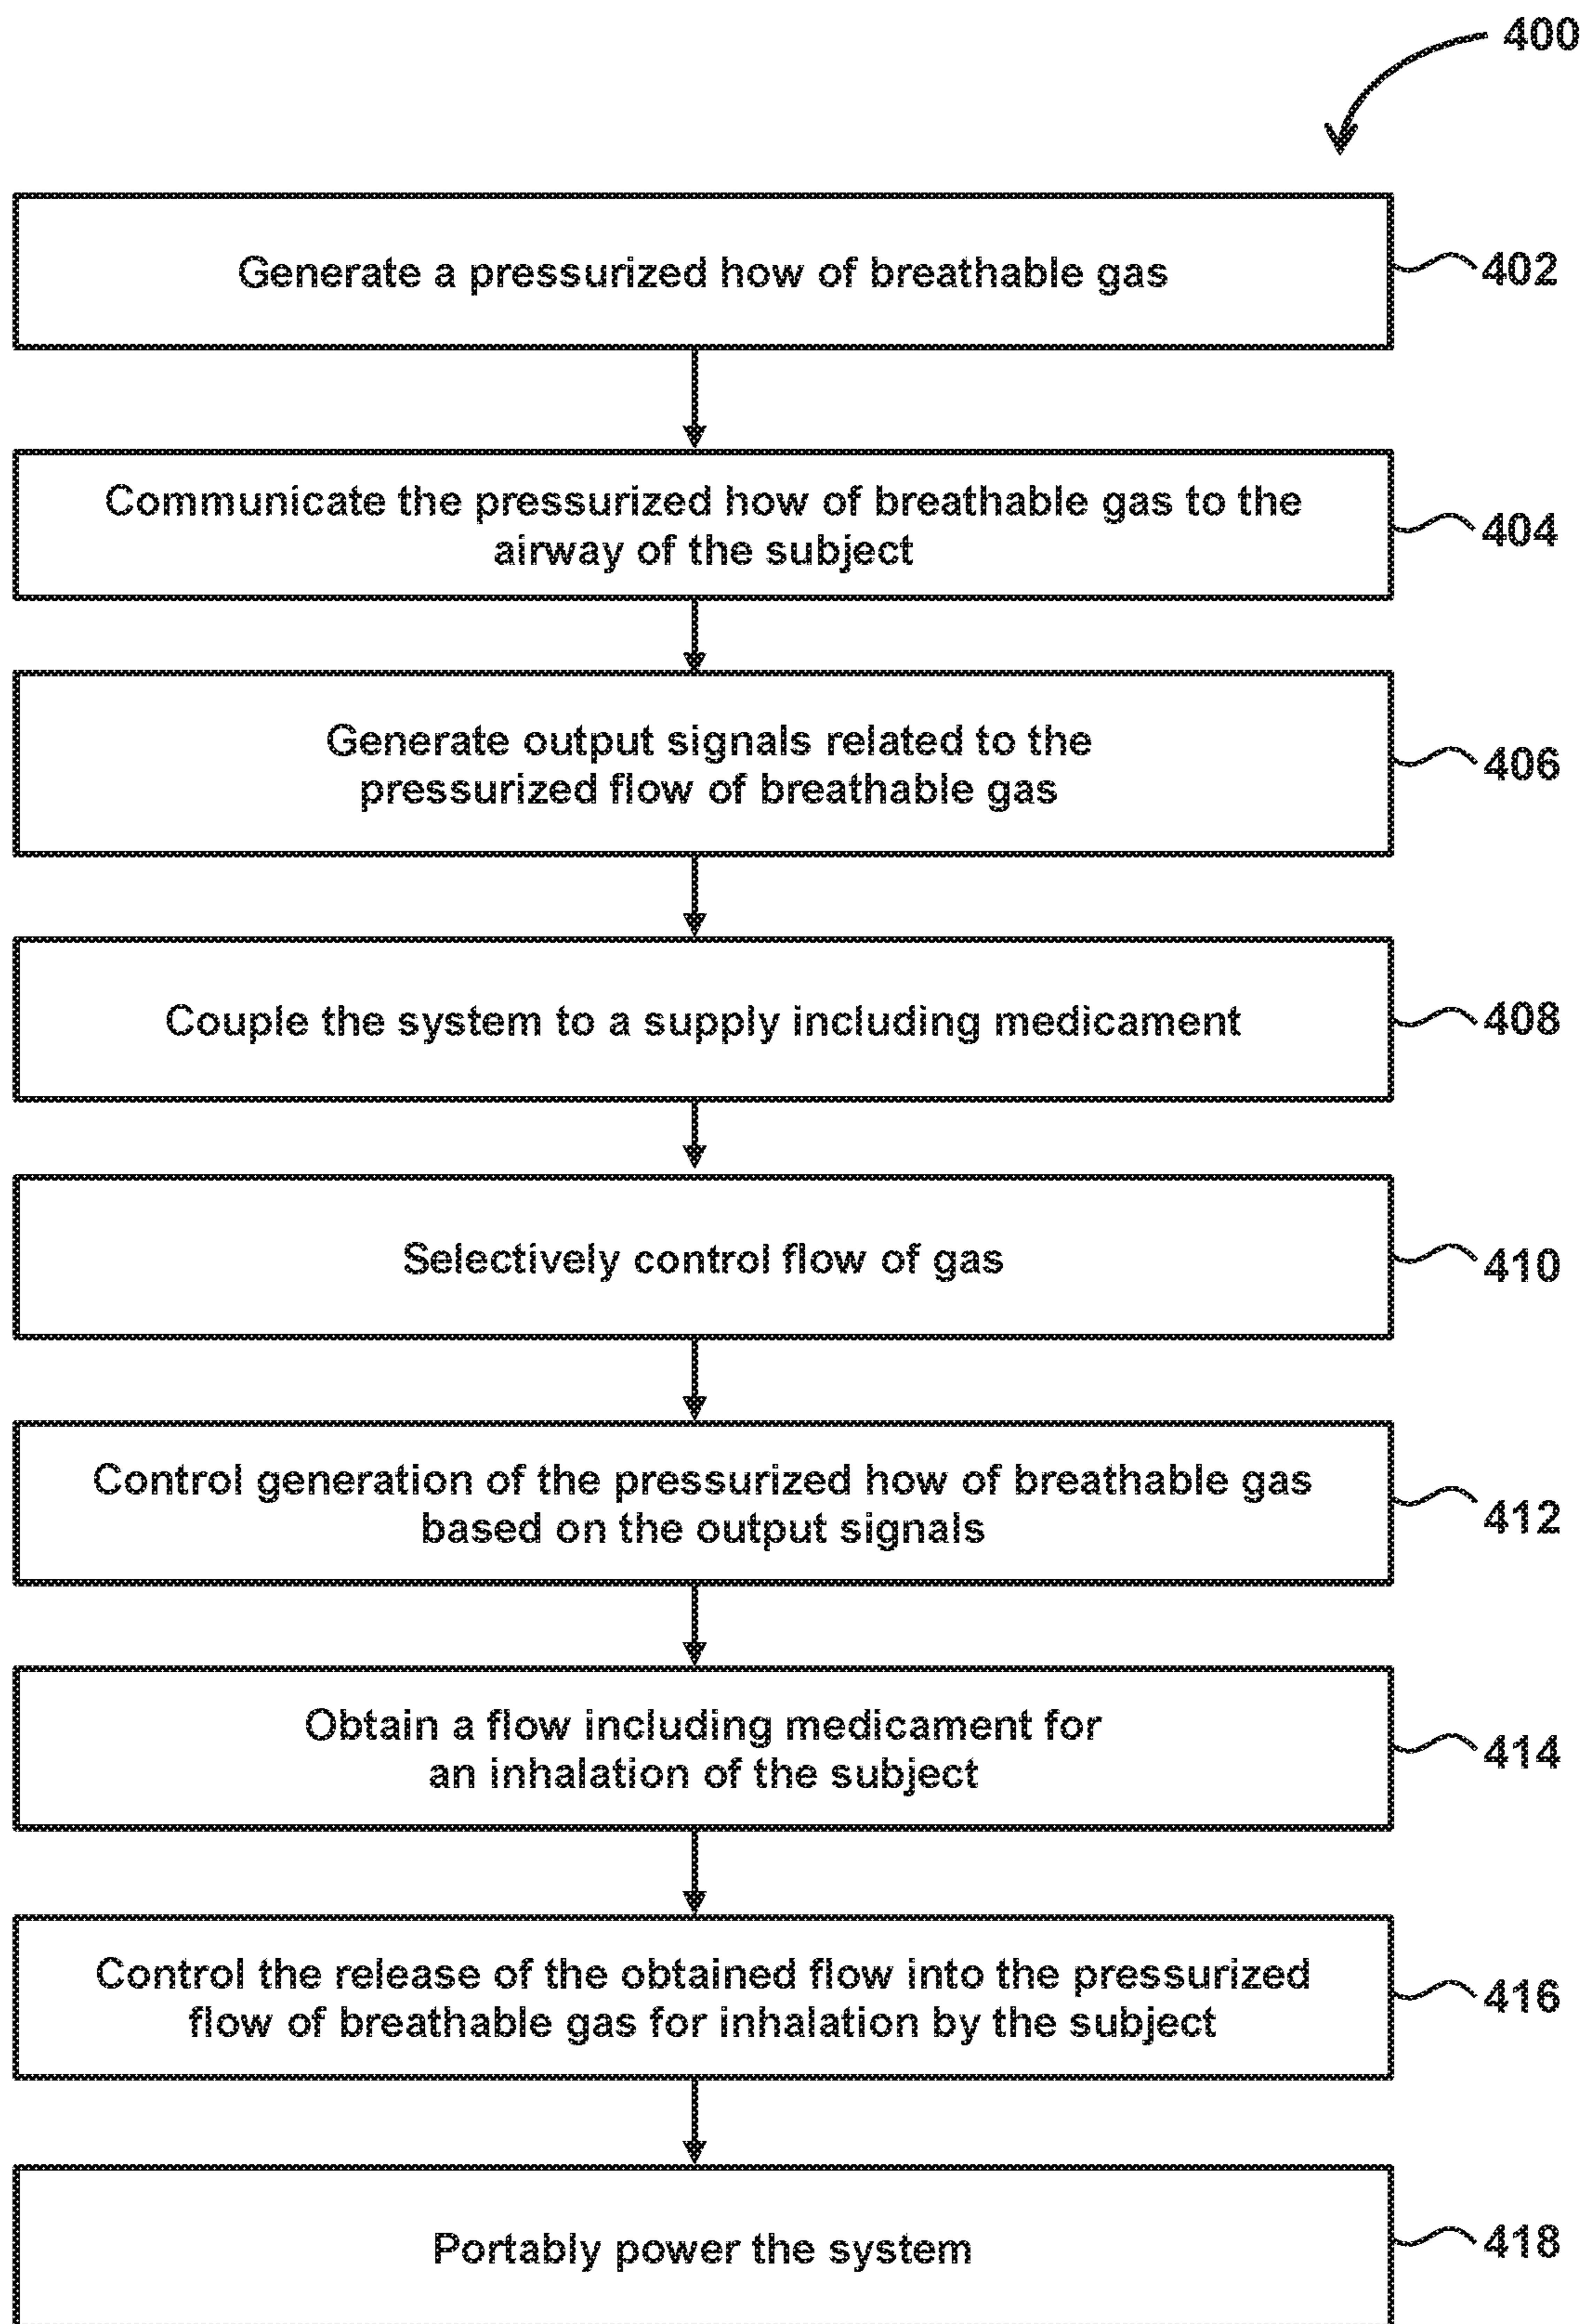 400
Generate a pressurized how of breathable gas
402
Communicate the pressurized how of breathable gas to the
airway of the subject
404
Generate output signals related to the
pressurized flow of breathable gas
406
Couple the system to a supply including medicament
408
Selectively control flow of gas
410
Control generation of the pressurized how of breathable gas
based on the output signals
412
Obtain a flow including medicament for
an inhalation of the subject
414
Control the release of the obtained flow into the pressurized
flow of breathable gas for inhalation by the subject
416
Portably power the system
418